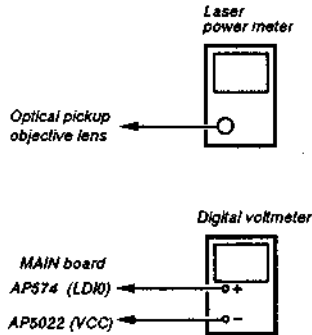 Laser
power meter
Optical pickup
objective lens
Digital voltmeter
MAIN board
AP574 (LDI0)
+
AP5022 (VCC)
–